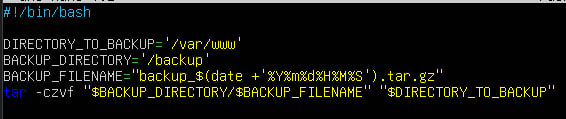 #!/bin/bash
DIRECTORY_TO_BACKUP='/var/www'
BACKUP_DIRECTORY='/backup'
BACKUP_FILENAME="backup_$(date +'%Y%m%d%H%M%S').tar.gz"
tar -czvf "$BACKUP_DIRECTORY/$BACKUP_FILENAME" "$DIRECTORY_TO_BACKUP"